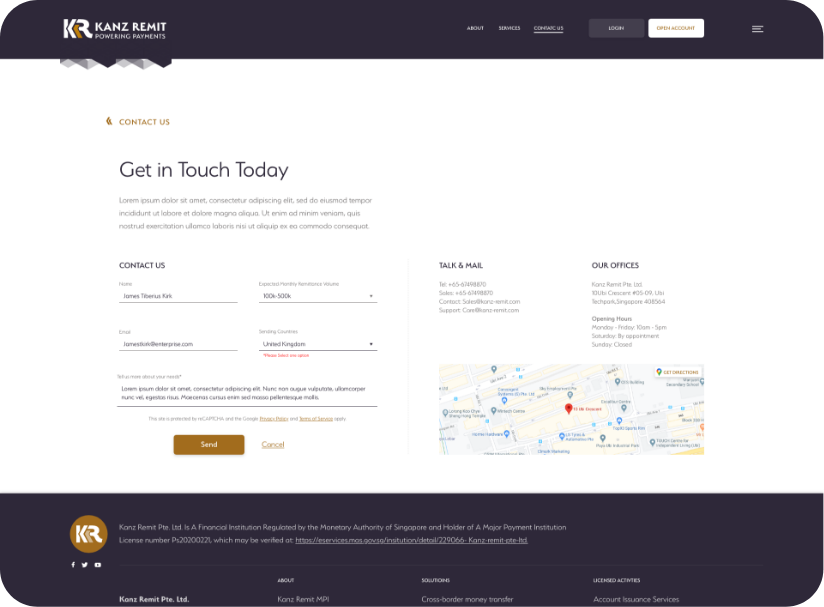 KANZ REMIT
POWERING PAYMENTS
ABOUT
SERVICES
CONTATC US
LOGIN
OPEN ACCOUNT
CONTACT US
Get in Touch Today
Lorem ipsum dolor sit amet, consectetur adipiscing elit, sed do eiusmod tempor
incididunt ut labore et dolore magna aliqua. Ut enim ad minim veniam, quis
nostrud exercitation ullamco laboris nisi ut aliquip ex ea commodo consequat.
CONTACT US
Name
James Tiberius Kirk
Expected Monthly Remittance Volume
100k-500k
Email
Jameskirk@enterprise.com
Sending Countries
United Kingdom
*Please Select one option
Tell us more about your needs*
Lorem ipsum dolor sit amet, consectetur adipiscing elit. Nunc non augue vulputate, ullamcorper
nunc vel, egestas risus. Maecenas cursus enim sed massa pellentesque mollis.
This site is protected by reCAPTCHA and the Google Privacy Policy and Terms of Service apply.
Send
Cancel
TALK & MAIL
Tel: +65-67498870
Sales: +65-67498870
Contact: Sales@kanz-remit.com
Support: Care@kanz-remit.com
OUR OFFICES
Kanz Remit Pte. Ltd.
10Ubi Crescent #05-09, Ubi
Techpark,Singapore 408564
Opening Hours
Monday - Friday: 10am - 5pm
Saturday: By appointment
Sunday: Closed
GET DIRECTIONS
10 Ubi Crescent
KR
Kanz Remit Pte. Ltd. Is A Financial Institution Regulated by the Monetary Authority of Singapore and Holder of A Major Payment Institution
License number Ps20200221, which may be verified at: https://eservices.mas.gov.sg/insitution/detail/229066- Kanz-remit-pte-ltd.
ABOUT
SOLUTIOINS
LICENSED ACTIVITIES
Kanz Remit Pte. Ltd.
Kanz Remit MPI
Cross-border money transfer
Account Issuance Services